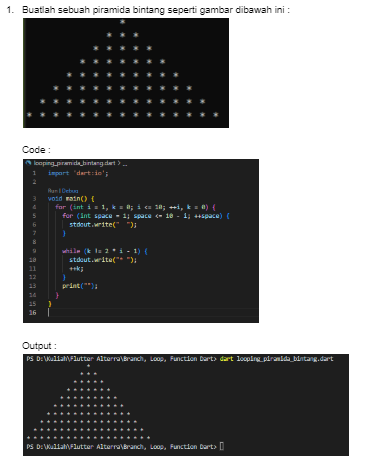 1. Buatlah sebuah piramida bintang seperti gambar dibawah ini :
*
* * *
* * * * *
* * * * * * *
* * * * * * * * *
* * * * * * * * * * *
* * * * * * * * * * * * *
* * * * * * * * * * * * * * *
Code :
looping_piramida_bintang.dart > ...
1 import 'dart:io';
2
Run | Debug
3 void main() {
4 for (int i = 1, k = 0; i <= 10; ++i, k = 0) {
5 for (int space = 1; space <= 10 - i; ++space) {
6 stdout.write("  ");
7 }
8
9 while (k != 2 * i - 1) {
10 stdout.write("* ");
11 ++k;
12 }
13 print("");
14 }
15 }
16
Output :
PS D:\Kuliah\Flutter Alterra\Branch, Loop, Function Dart> dart looping_piramida_bintang.dart
*
* * *
* * * * *
* * * * * * *
* * * * * * * * *
* * * * * * * * * * *
* * * * * * * * * * * * *
* * * * * * * * * * * * * * *
* * * * * * * * * * * * * * * * *
* * * * * * * * * * * * * * * * * * *
PS D:\Kuliah\Flutter Alterra\Branch, Loop, Function Dart>